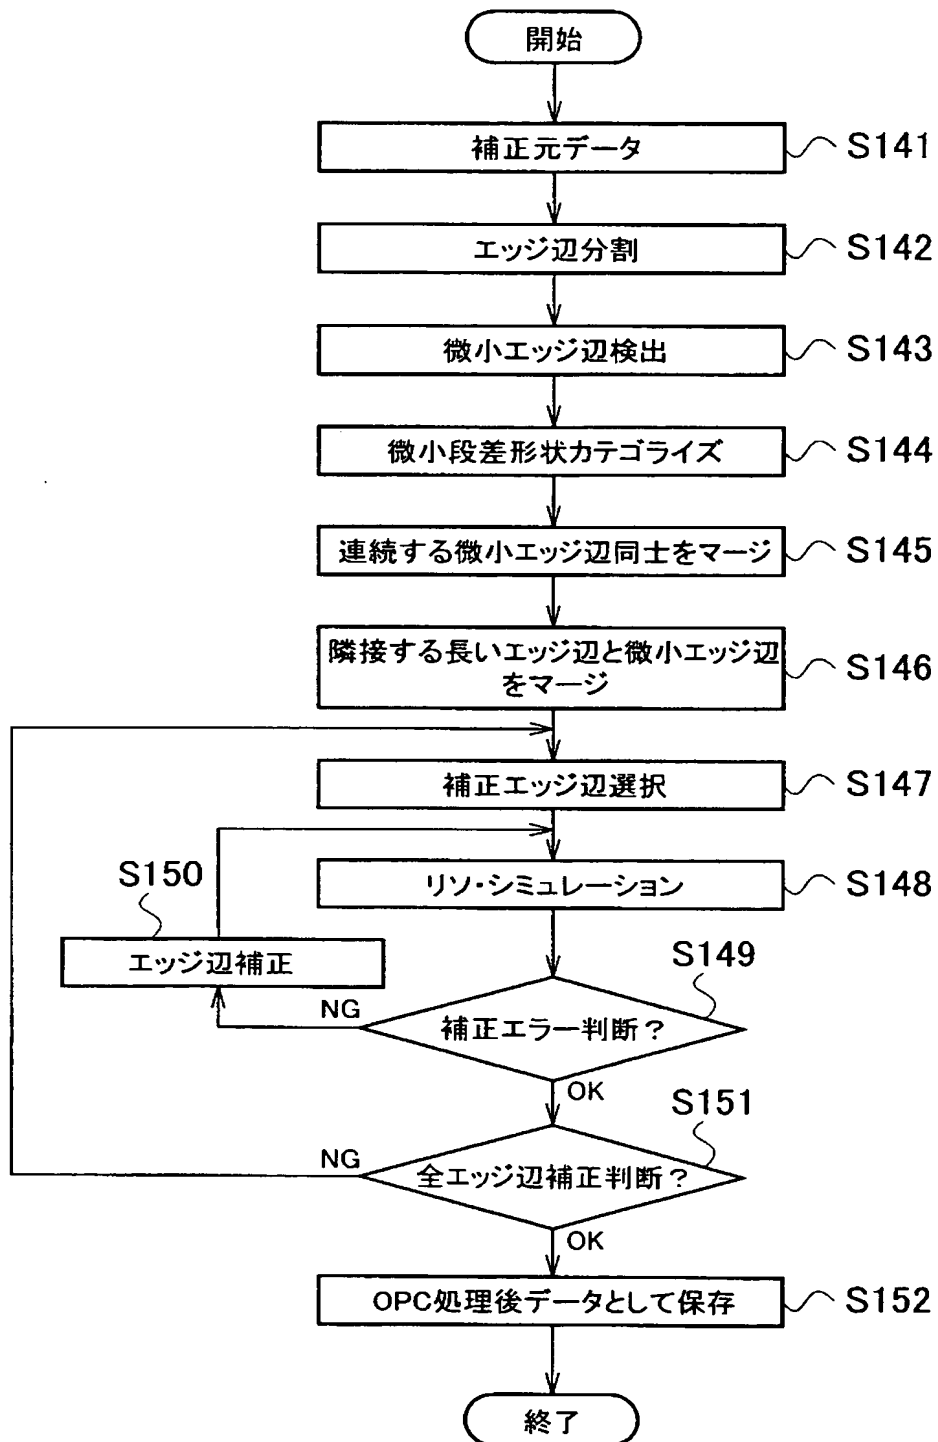 開始
補正元データ
S141
エッジ辺分割
S142
微小エッジ辺検出
S143
微小段差形状カテゴライズ
S144
連続する微小エッジ辺同士をマージ
S145
隣接する長いエッジ辺と微小エッジ辺
をマージ
S146
補正エッジ辺選択
S147
リソ・シミュレーション
S148
S150
エッジ辺補正
S149
NG
補正エラー判断？
OK
S151
NG
全エッジ辺補正判断？
OK
OPC処理後データとして保存
S152
終了